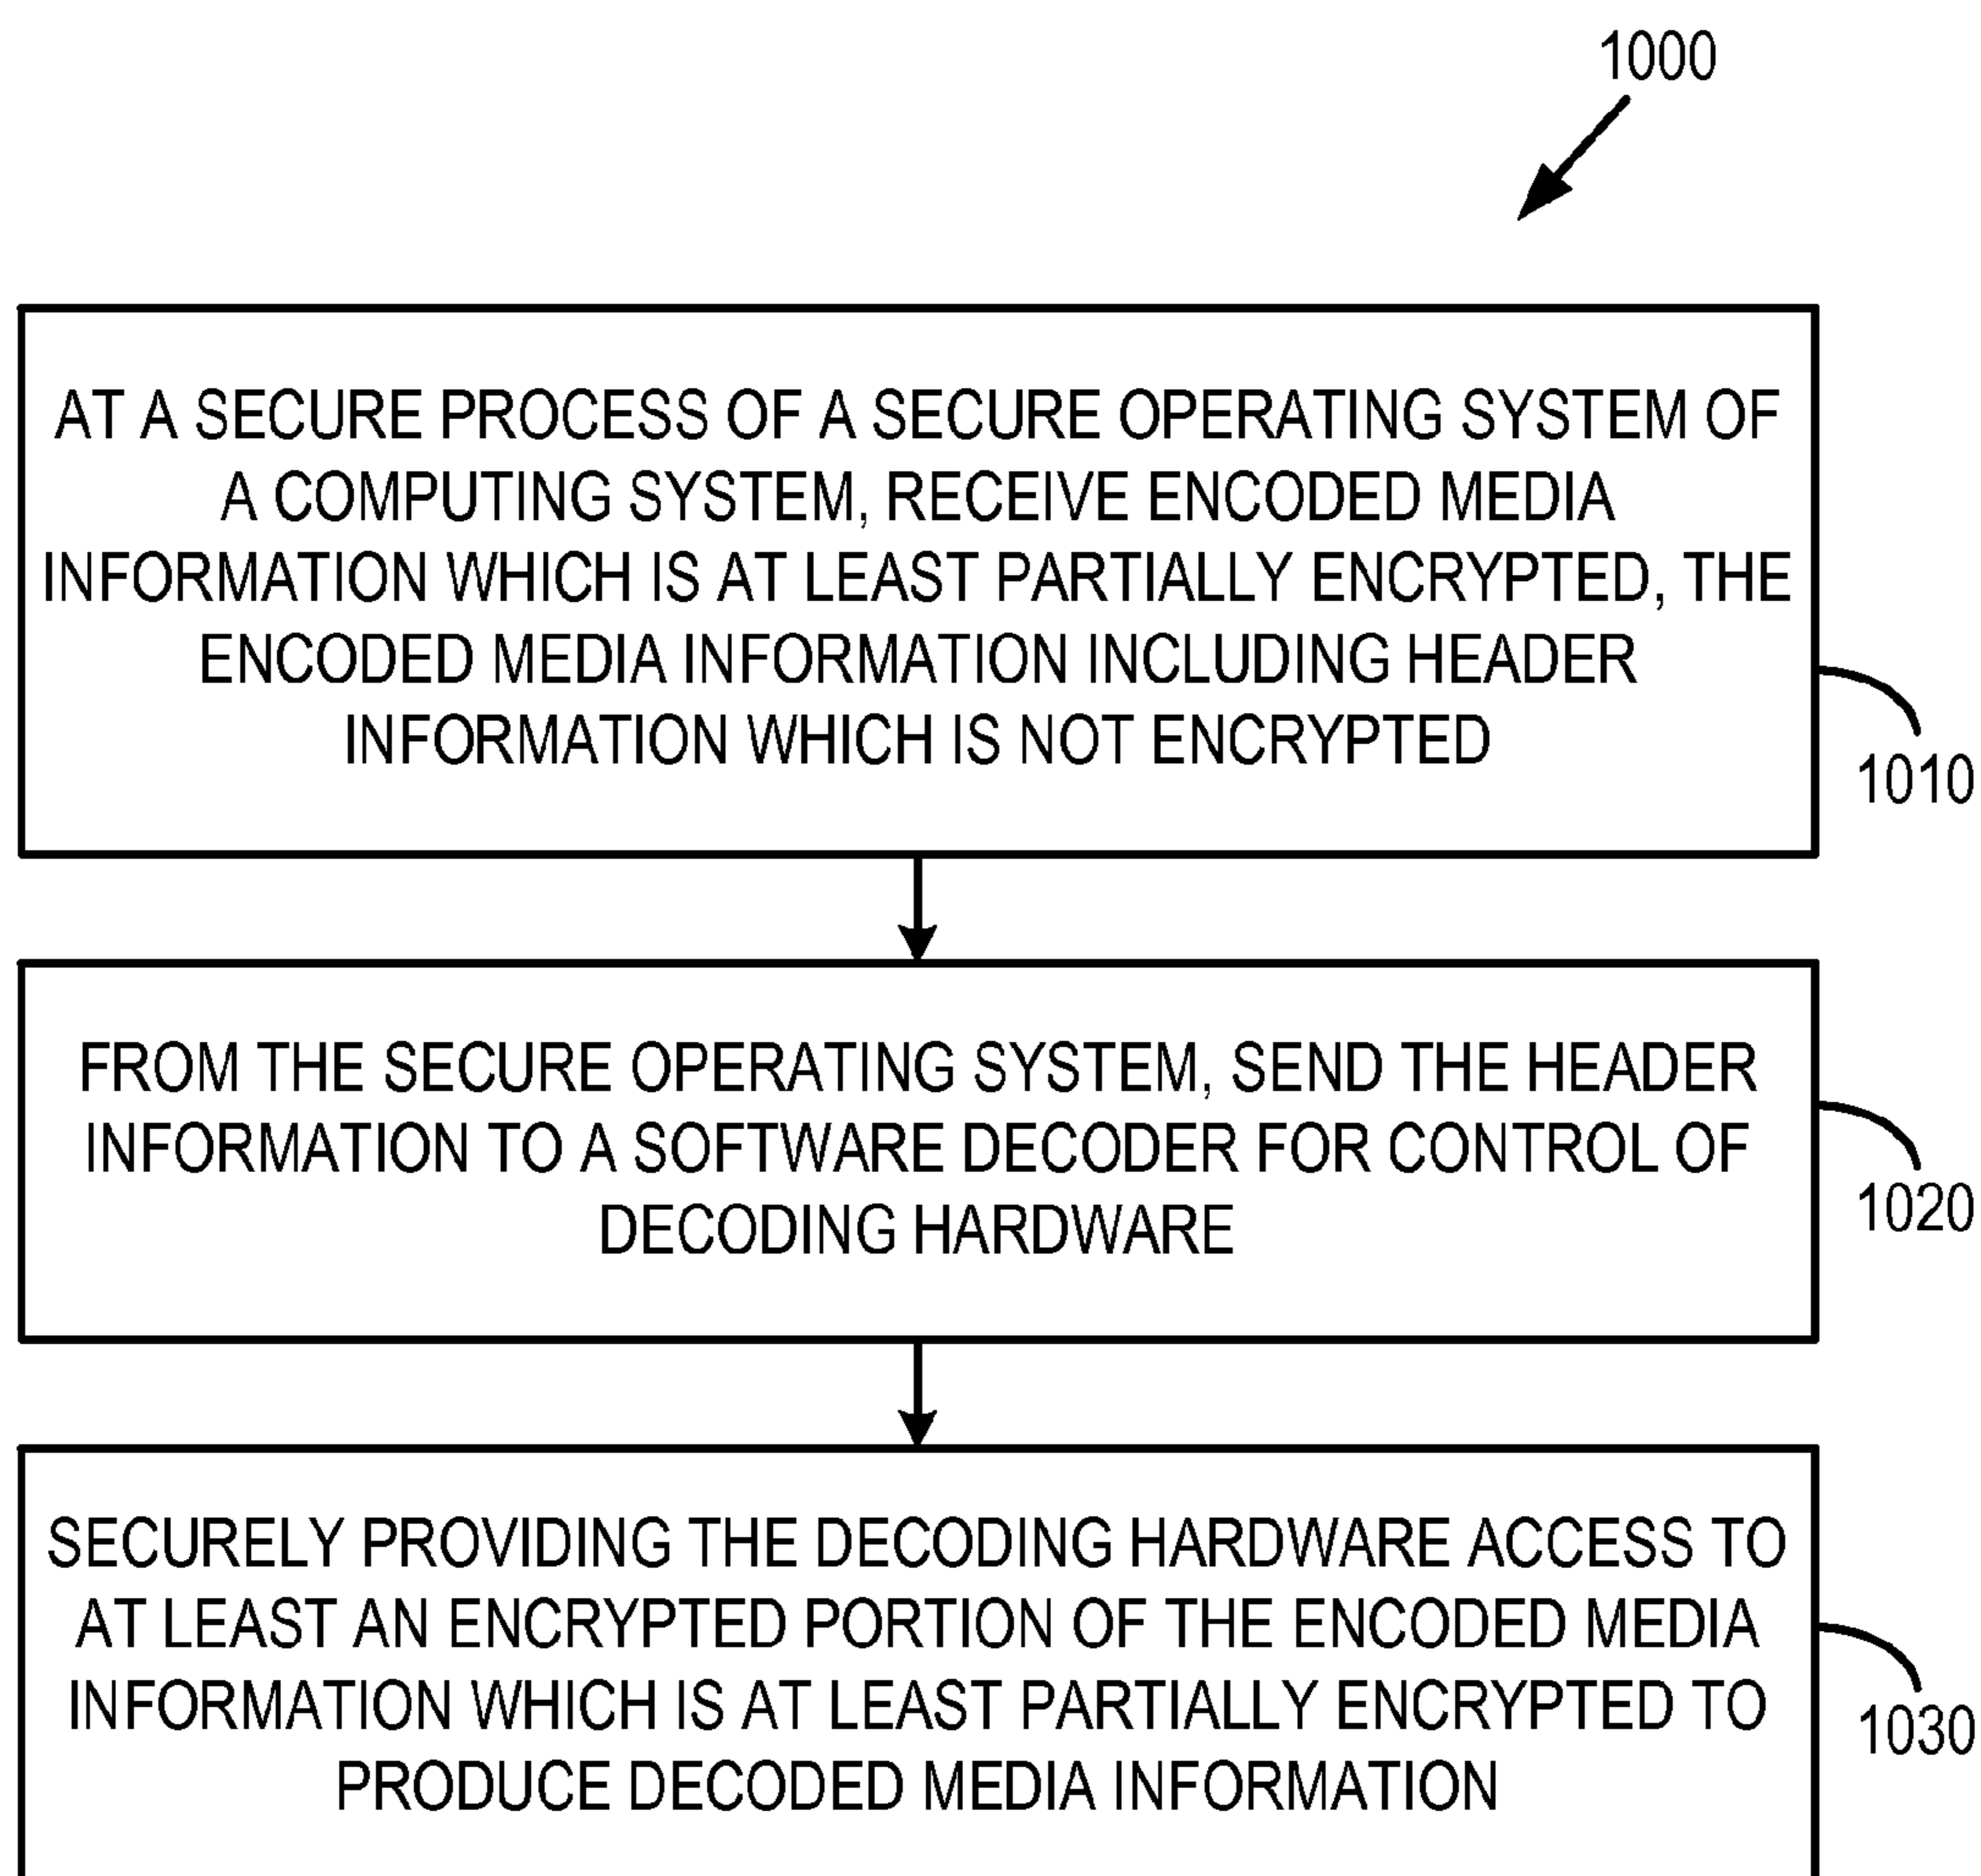 1000
AT A SECURE PROCESS OF A SECURE OPERATING SYSTEM OF
A COMPUTING SYSTEM, RECEIVE ENCODED MEDIA
INFORMATION WHICH IS AT LEAST PARTIALLY ENCRYPTED, THE
ENCODED MEDIA INFORMATION INCLUDING HEADER
INFORMATION WHICH IS NOT ENCRYPTED
1010
FROM THE SECURE OPERATING SYSTEM, SEND THE HEADER
INFORMATION TO A SOFTWARE DECODER FOR CONTROL OF
DECODING HARDWARE
1020
SECURELY PROVIDING THE DECODING HARDWARE ACCESS TO
AT LEAST AN ENCRYPTED PORTION OF THE ENCODED MEDIA
INFORMATION WHICH IS AT LEAST PARTIALLY ENCRYPTED TO
PRODUCE DECODED MEDIA INFORMATION
1030